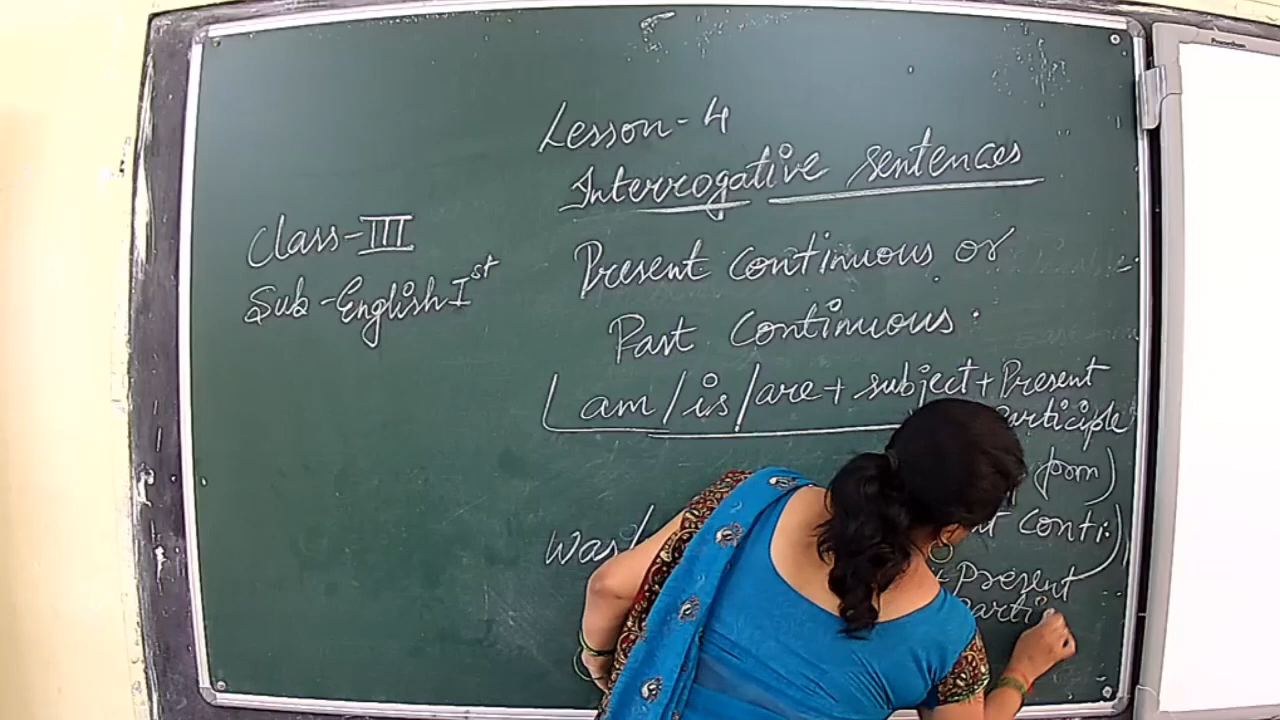 Lesson-4
Interrogative sentences
Class-III
Sub-English Ist
Present continuous or
Past Continuous.
am/is/are + subject + Present
Participle
form)
Conti.)
Was/
+ Present
Parti